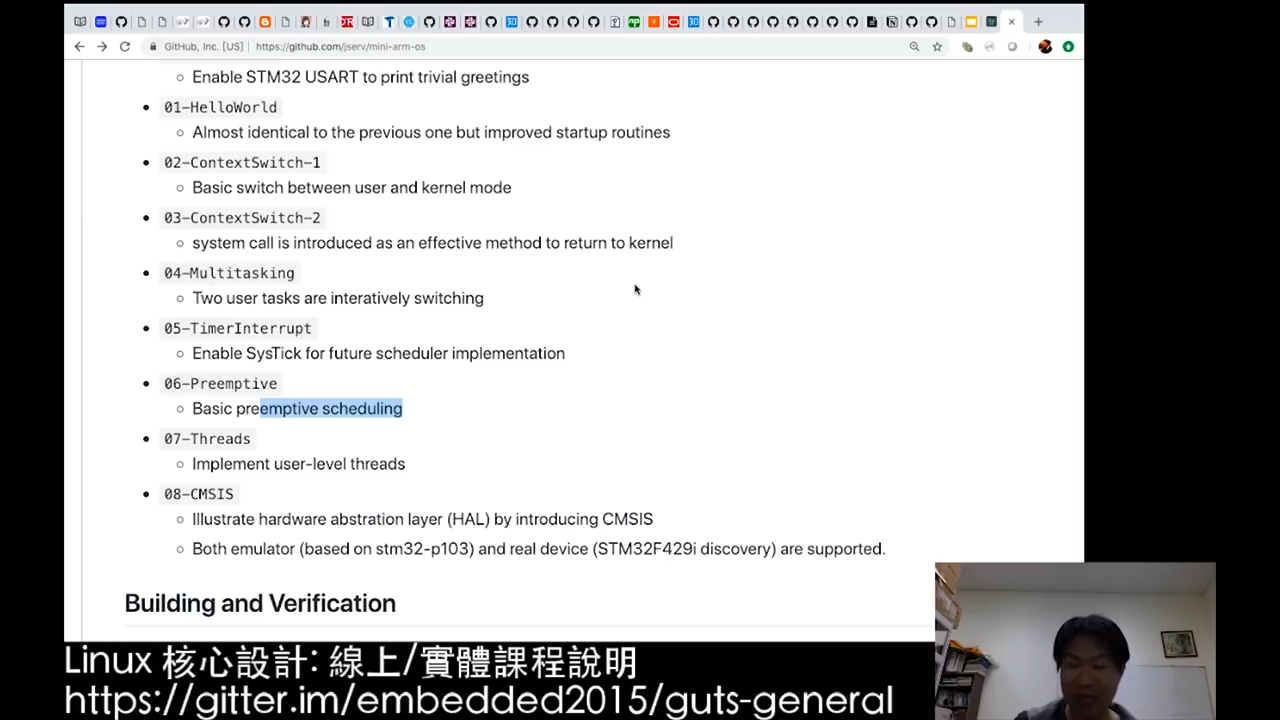 GitHub, Inc. [US] https://github.com/jserv/mini-arm-os
Enable STM32 USART to print trivial greetings
01-HelloWorld
Almost identical to the previous one but improved startup routines
02-ContextSwitch-1
Basic switch between user and kernel mode
03-ContextSwitch-2
system call is introduced as an effective method to return to kernel
04-Multitasking
Two user tasks are interatively switching
05-TimerInterrupt
Enable SysTick for future scheduler implementation
06-Preemptive
Basic preemptive scheduling
07-Threads
Implement user-level threads
08-CMSIS
Illustrate hardware abstration layer (HAL) by introducing CMSIS
Both emulator (based on stm32-p103) and real device (STM32F429i discovery) are supported.
Building and Verification
Linux 核心設計: 線上/實體課程說明
https://gitter.im/embedded2015/guts-general